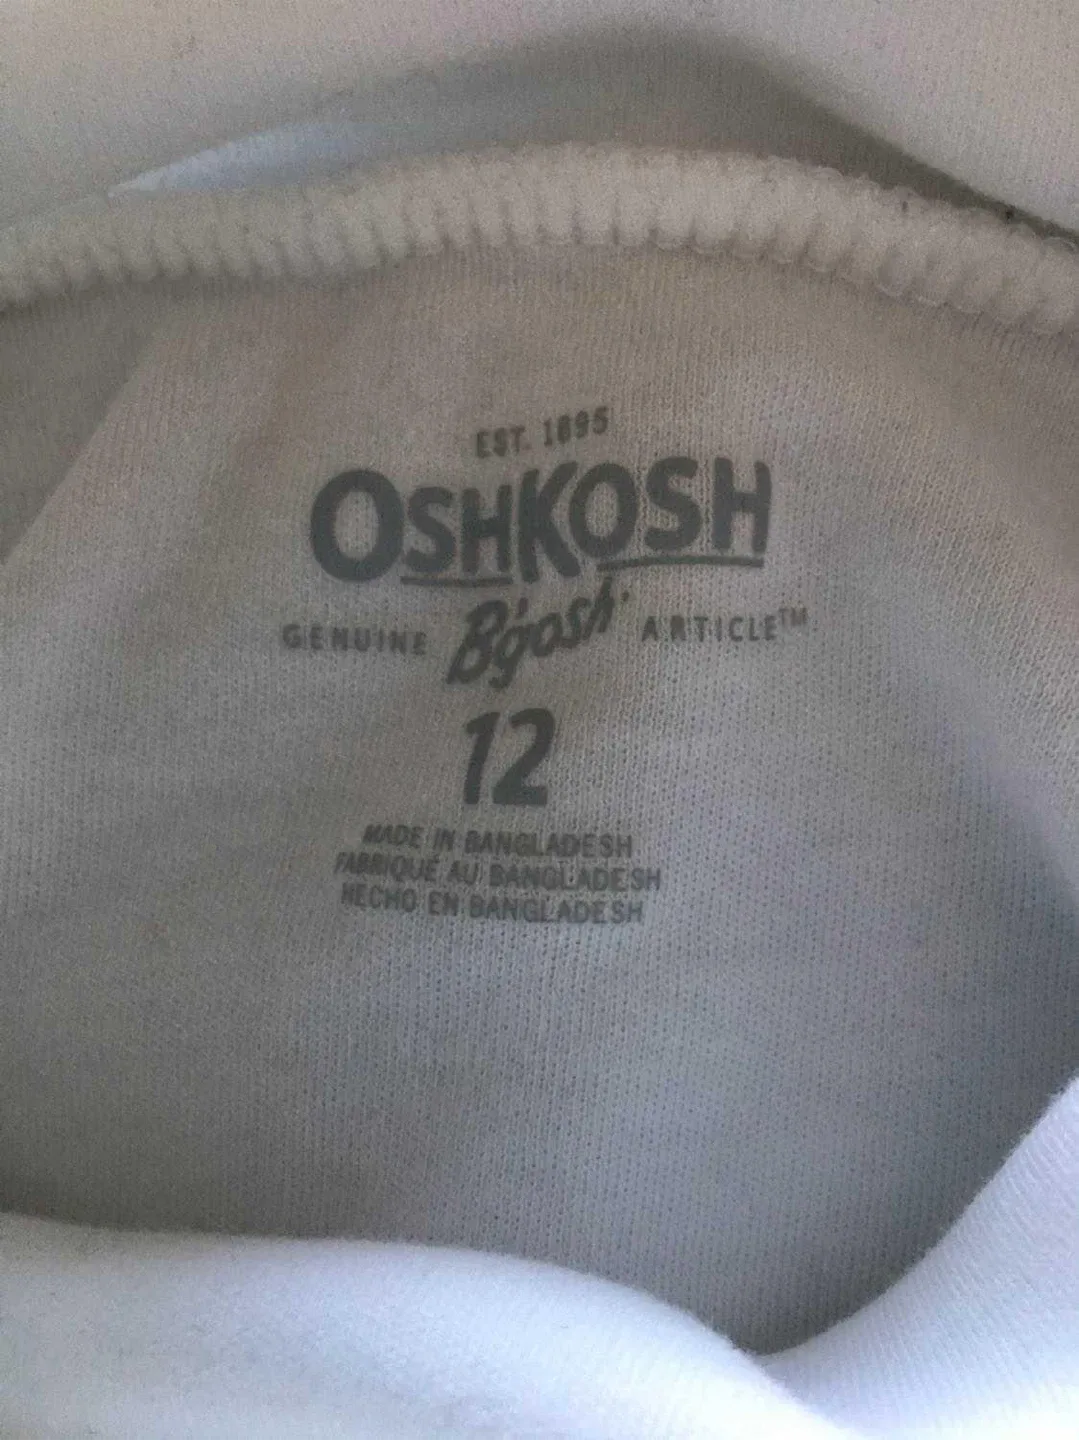 EST. 1895
OSHKOSH
GENUINE B'gosh ARTICLE™
12
MADE IN BANGLADESH
FABRIQUÉ AU BANGLADESH
HECHO EN BANGLADESH